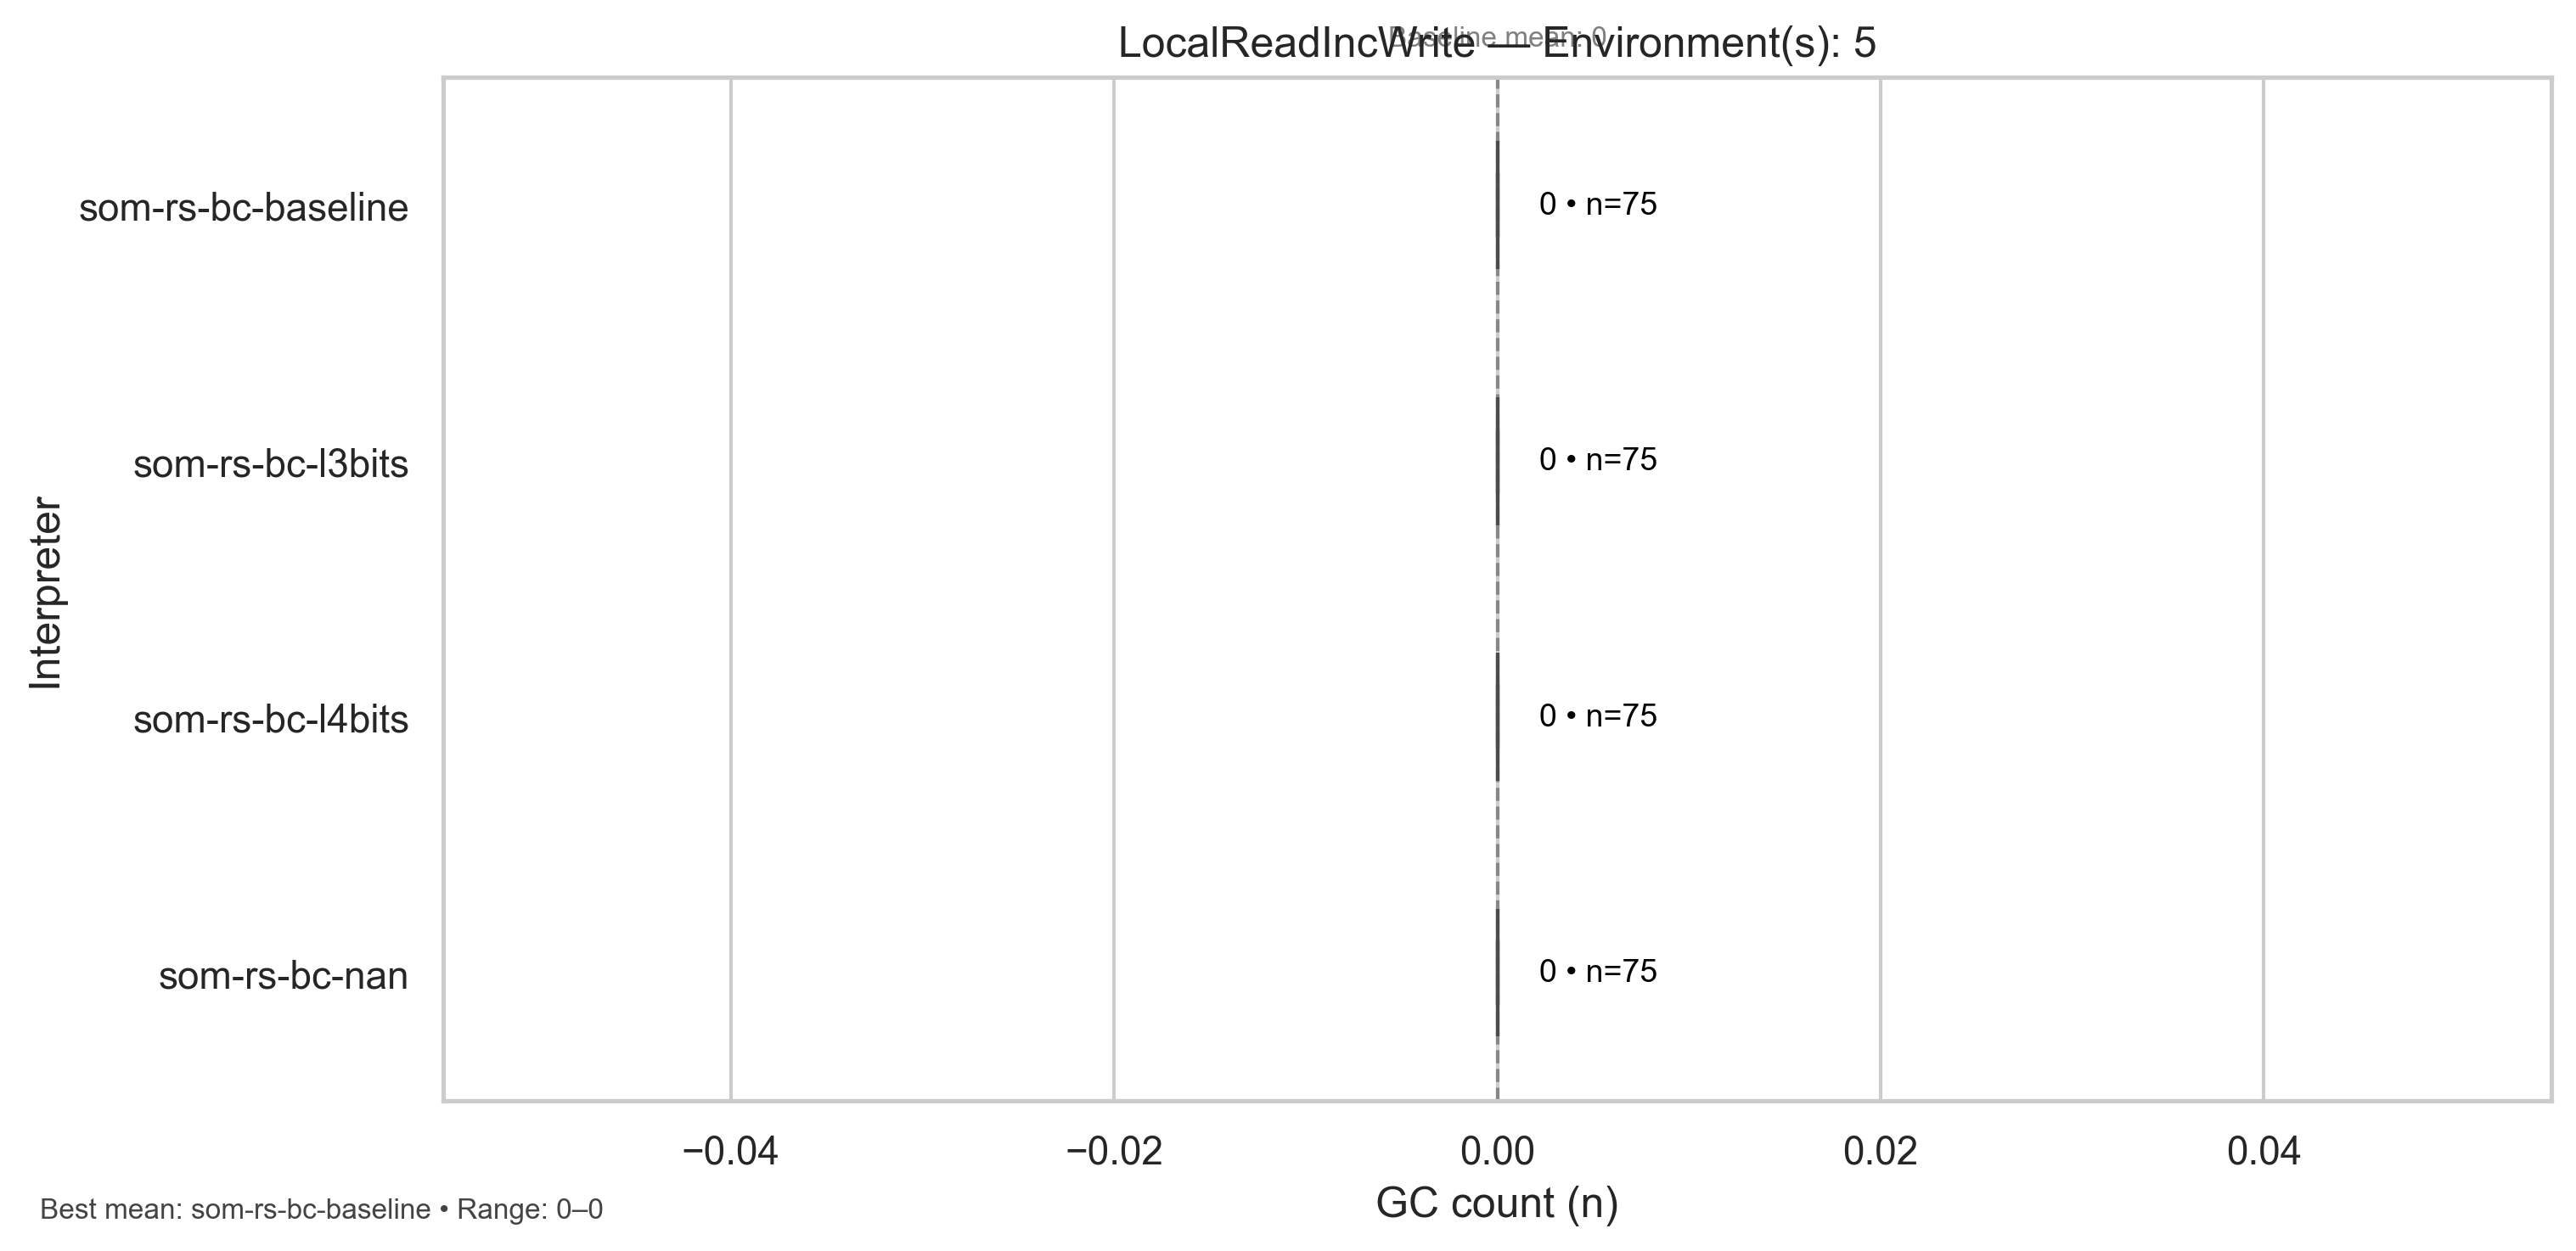 Baseline mean: 0
LocalReadIncWrite — Environment(s): 5
Interpreter
som-rs-bc-baseline
0 • n=75
som-rs-bc-l3bits
0 • n=75
som-rs-bc-l4bits
0 • n=75
som-rs-bc-nan
0 • n=75
−0.04
−0.02
0.00
0.02
0.04
GC count (n)
Best mean: som-rs-bc-baseline • Range: 0–0